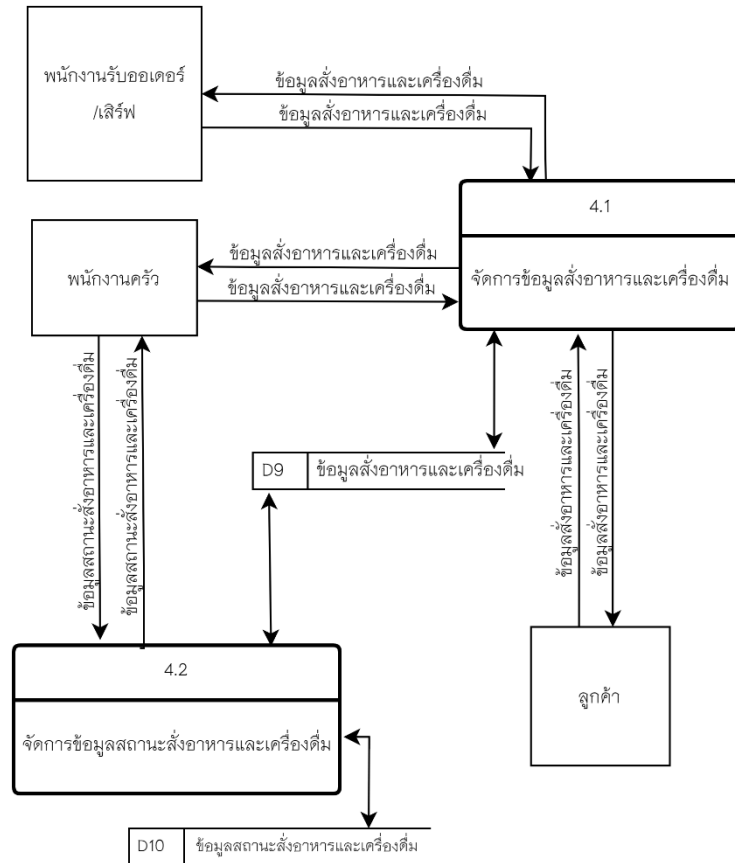 พนักงานรับออเดอร์
/เสิร์ฟ
ข้อมูลสั่งอาหารและเครื่องดื่ม
ข้อมูลสั่งอาหารและเครื่องดื่ม
4.1
จัดการข้อมูลสั่งอาหารและเครื่องดื่ม
พนักงานครัว
ข้อมูลสั่งอาหารและเครื่องดื่ม
ข้อมูลสั่งอาหารและเครื่องดื่ม
ข้อมูลสถานะสั่งอาหารและเครื่องดื่ม
ข้อมูลสถานะสั่งอาหารและเครื่องดื่ม
ข้อมูลสั่งอาหารและเครื่องดื่ม
ข้อมูลสั่งอาหารและเครื่องดื่ม
D9 ข้อมูลสั่งอาหารและเครื่องดื่ม
4.2
จัดการข้อมูลสถานะสั่งอาหารและเครื่องดื่ม
ลูกค้า
D10 ข้อมูลสถานะสั่งอาหารและเครื่องดื่ม